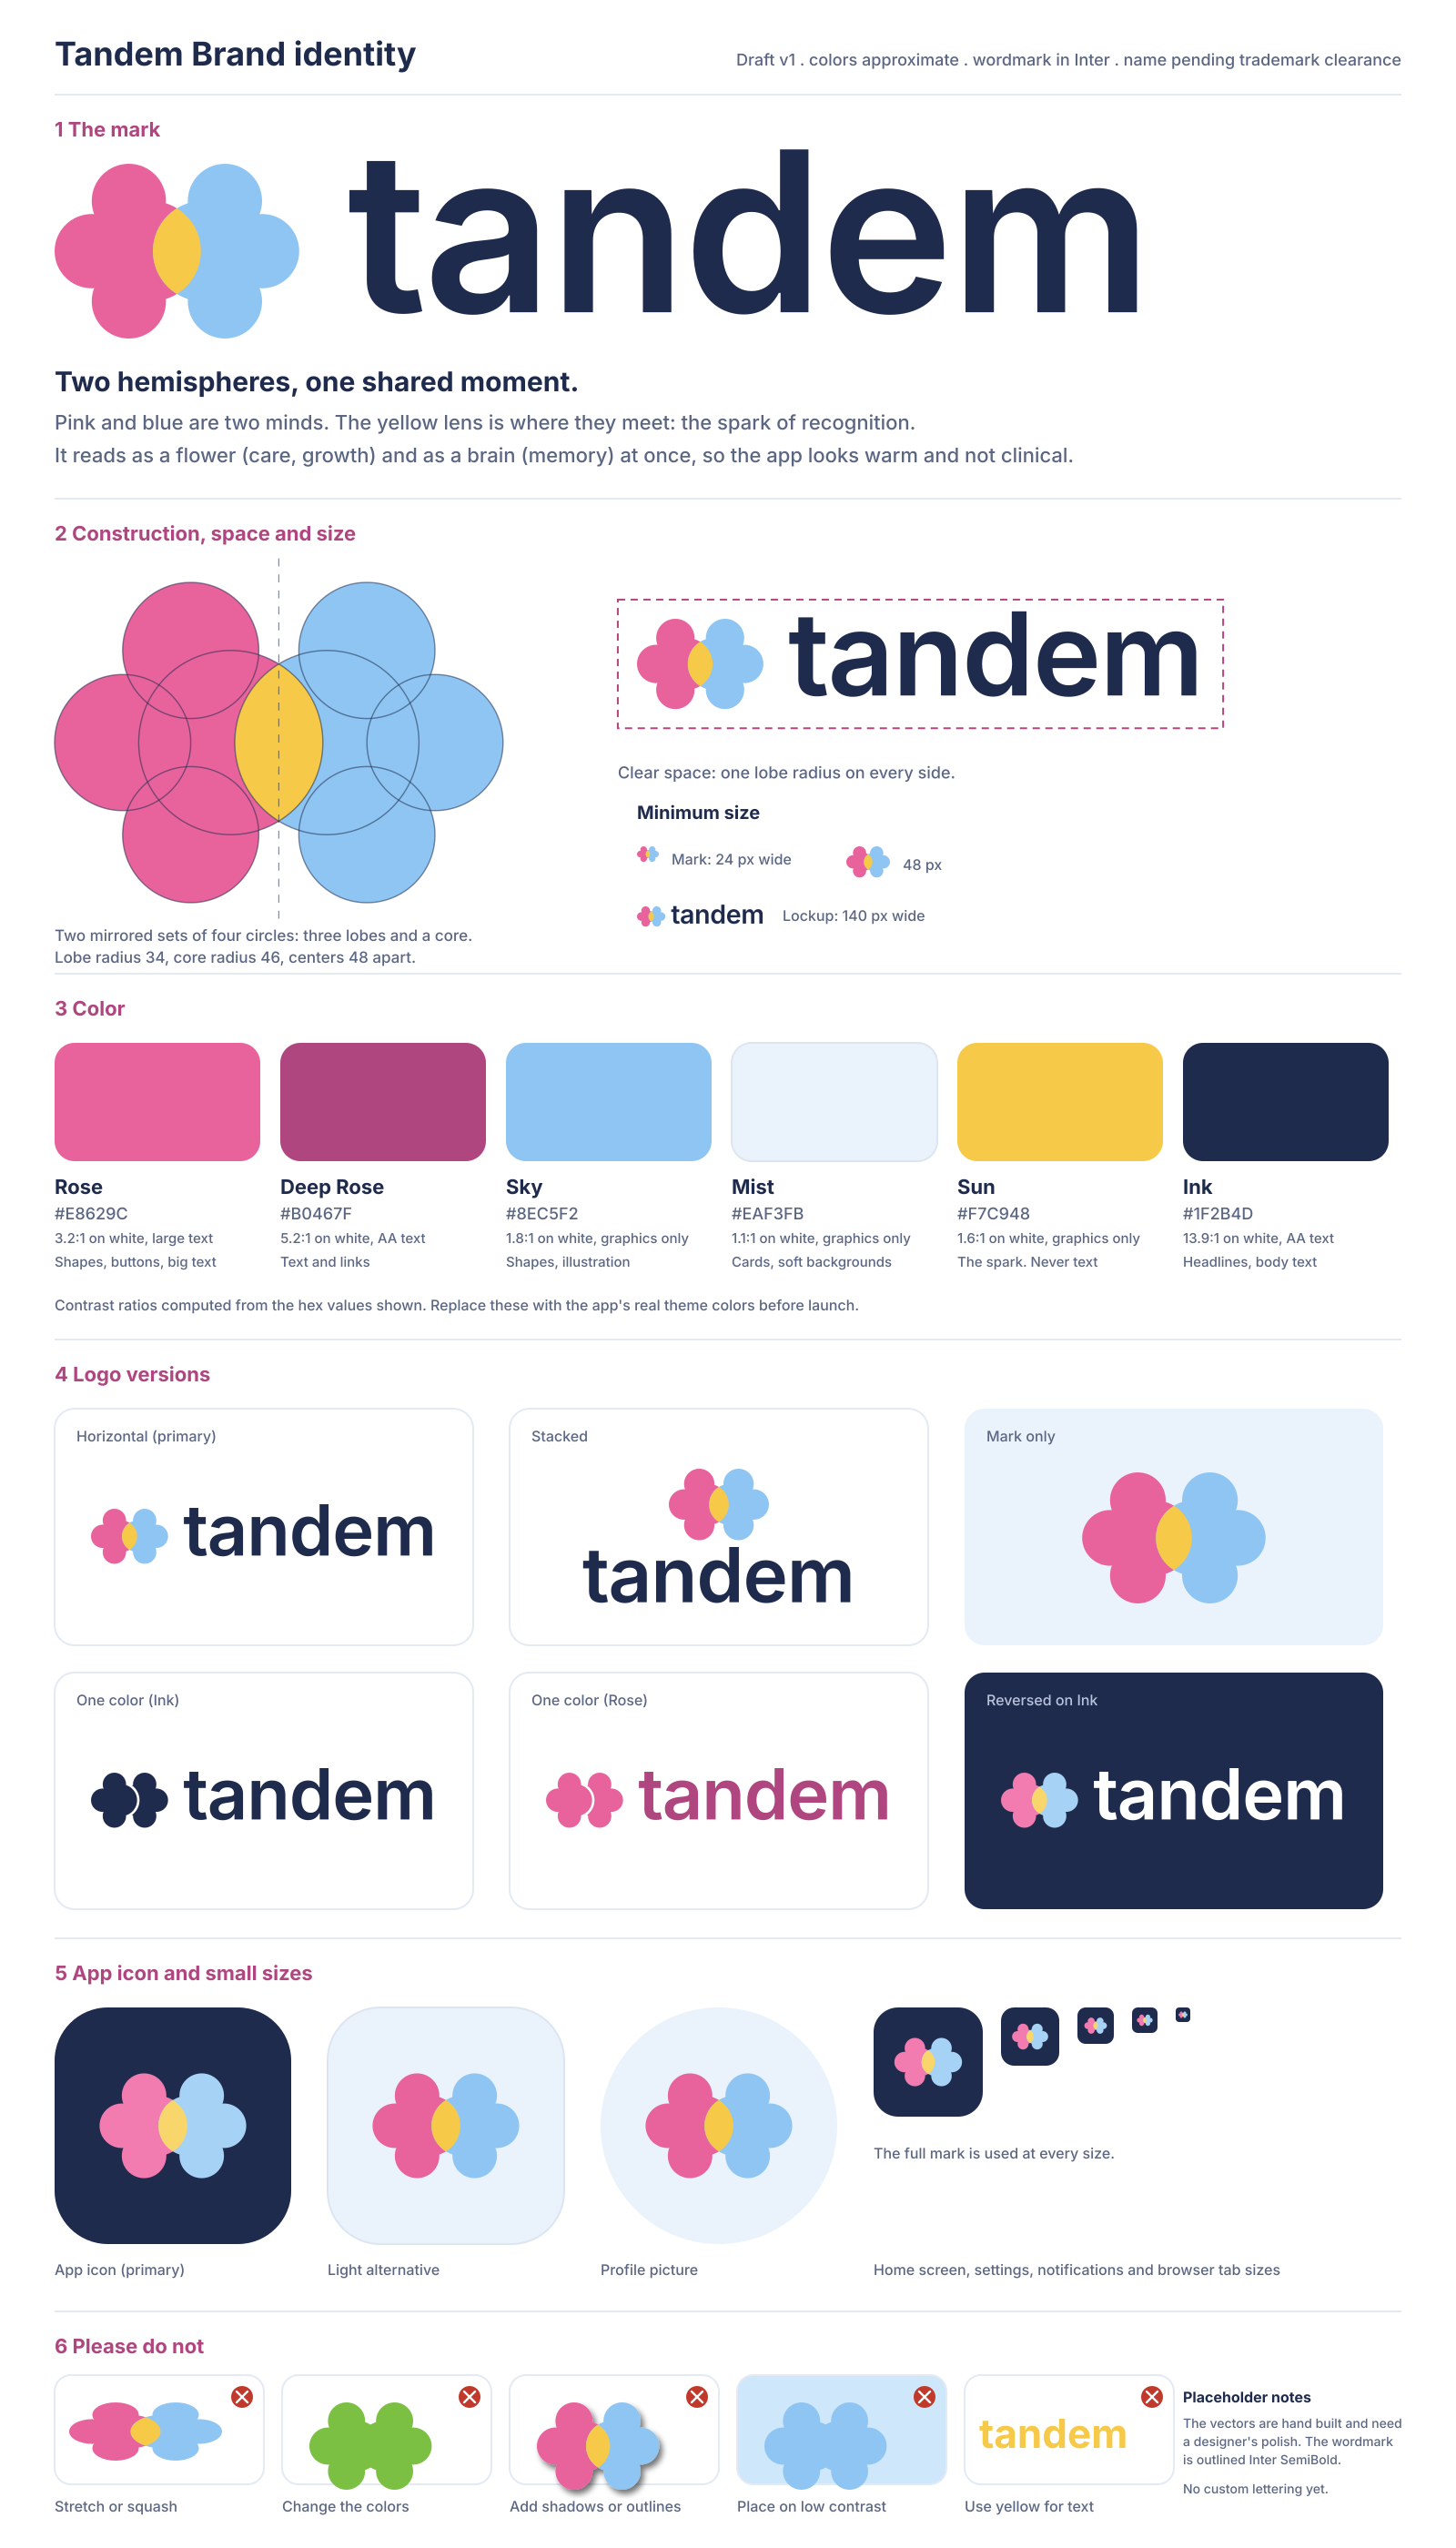 Tandem Brand identity
Draft v1 . colors approximate . wordmark in Inter . name pending trademark clearance
1 The mark
tandem
Two hemispheres, one shared moment.
Pink and blue are two minds. The yellow lens is where they meet: the spark of recognition.
It reads as a flower (care, growth) and as a brain (memory) at once, so the app looks warm and not clinical.
2 Construction, space and size
tandem
Clear space: one lobe radius on every side.
Minimum size
Mark: 24 px wide
48 px
tandem
Lockup: 140 px wide
Two mirrored sets of four circles: three lobes and a core.
Lobe radius 34, core radius 46, centers 48 apart.
3 Color
Rose
#E8629C
3.2:1 on white, large text
Shapes, buttons, big text
Deep Rose
#B0467F
5.2:1 on white, AA text
Text and links
Sky
#8EC5F2
1.8:1 on white, graphics only
Shapes, illustration
Mist
#EAF3FB
1.1:1 on white, graphics only
Cards, soft backgrounds
Sun
#F7C948
1.6:1 on white, graphics only
The spark. Never text
Ink
#1F2B4D
13.9:1 on white, AA text
Headlines, body text
Contrast ratios computed from the hex values shown. Replace these with the app's real theme colors before launch.
4 Logo versions
Horizontal (primary)
tandem
Stacked
tandem
Mark only
One color (Ink)
tandem
One color (Rose)
tandem
Reversed on Ink
tandem
5 App icon and small sizes
The full mark is used at every size.
App icon (primary)
Light alternative
Profile picture
Home screen, settings, notifications and browser tab sizes
6 Please do not
Stretch or squash
Change the colors
Add shadows or outlines
Place on low contrast
tandem
Use yellow for text
Placeholder notes
The vectors are hand built and need
a designer's polish. The wordmark
is outlined Inter SemiBold.
No custom lettering yet.